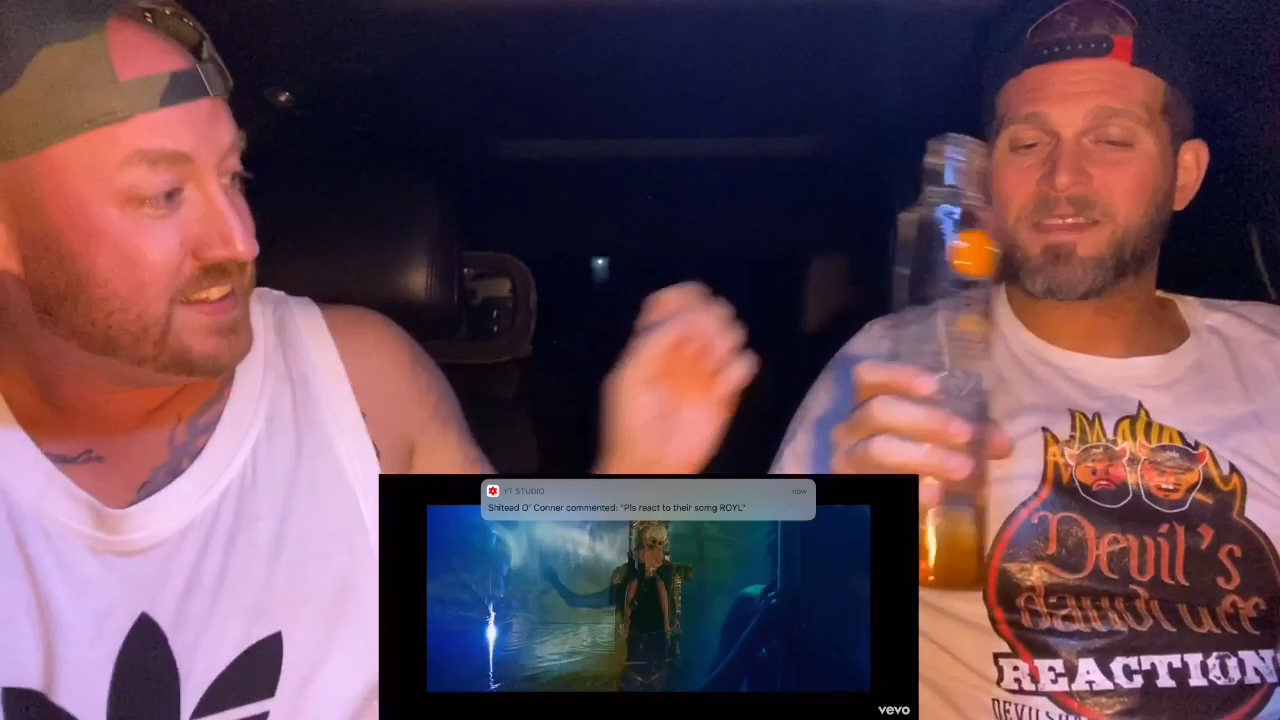 YT STUDIO
now
Shitead O' Conner commented: "Pls react to their somg ROYL"
Devil's
REACTION
vevo